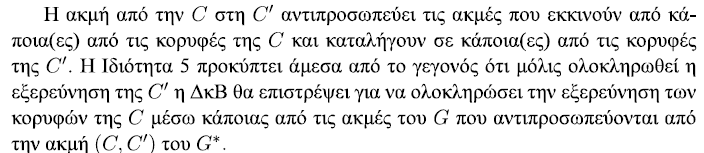 Η ακμή από την C στη C′ αντιπροσωπεύει τις ακμές που εκκινούν από κά-
ποια(ες) από τις κορυφές της C και καταλήγουν σε κάποια(ες) από τις κορυφές
της C′. Η Ιδιότητα 5 προκύπτει άμεσα από το γεγονός ότι μόλις ολοκληρωθεί η
εξερεύνηση της C′ η ΔκΒ θα επιστρέψει για να ολοκληρώσει την εξερεύνηση των
κορυφών της C μέσω κάποιας από τις ακμές του G που αντιπροσωπεύονται από
την ακμή (C, C′) του G*.